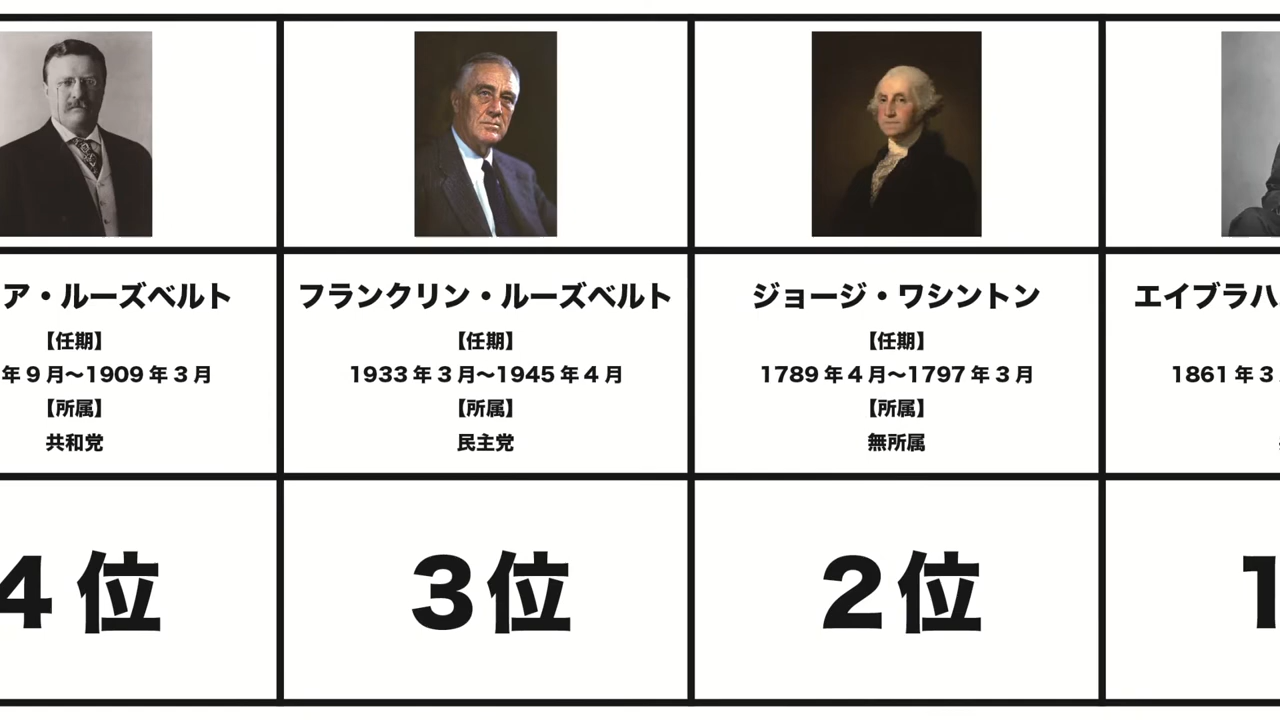 ア・ルーズベルト
【任期】
年9月〜1909年3月
【所属】
共和党
4位
フランクリン・ルーズベルト
【任期】
1933年3月〜1945年4月
【所属】
民主党
3位
ジョージ・ワシントン
【任期】
1789年4月〜1797年3月
【所属】
無所属
2位
エイブラハ
1861年3
1